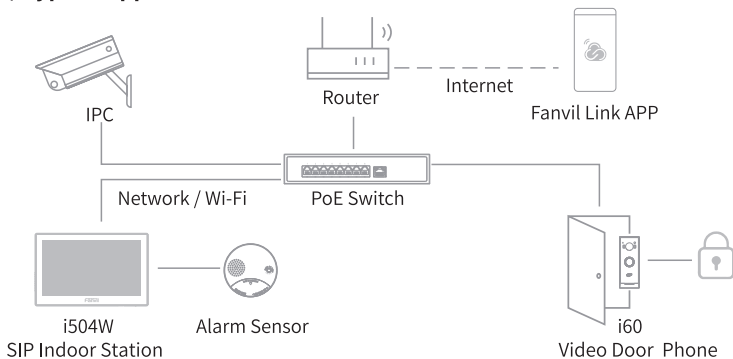 Router
Internet
Fanvil Link APP
IPC
Network / Wi-Fi
PoE Switch
i504W
SIP Indoor Station
Alarm Sensor
i60
Video Door Phone